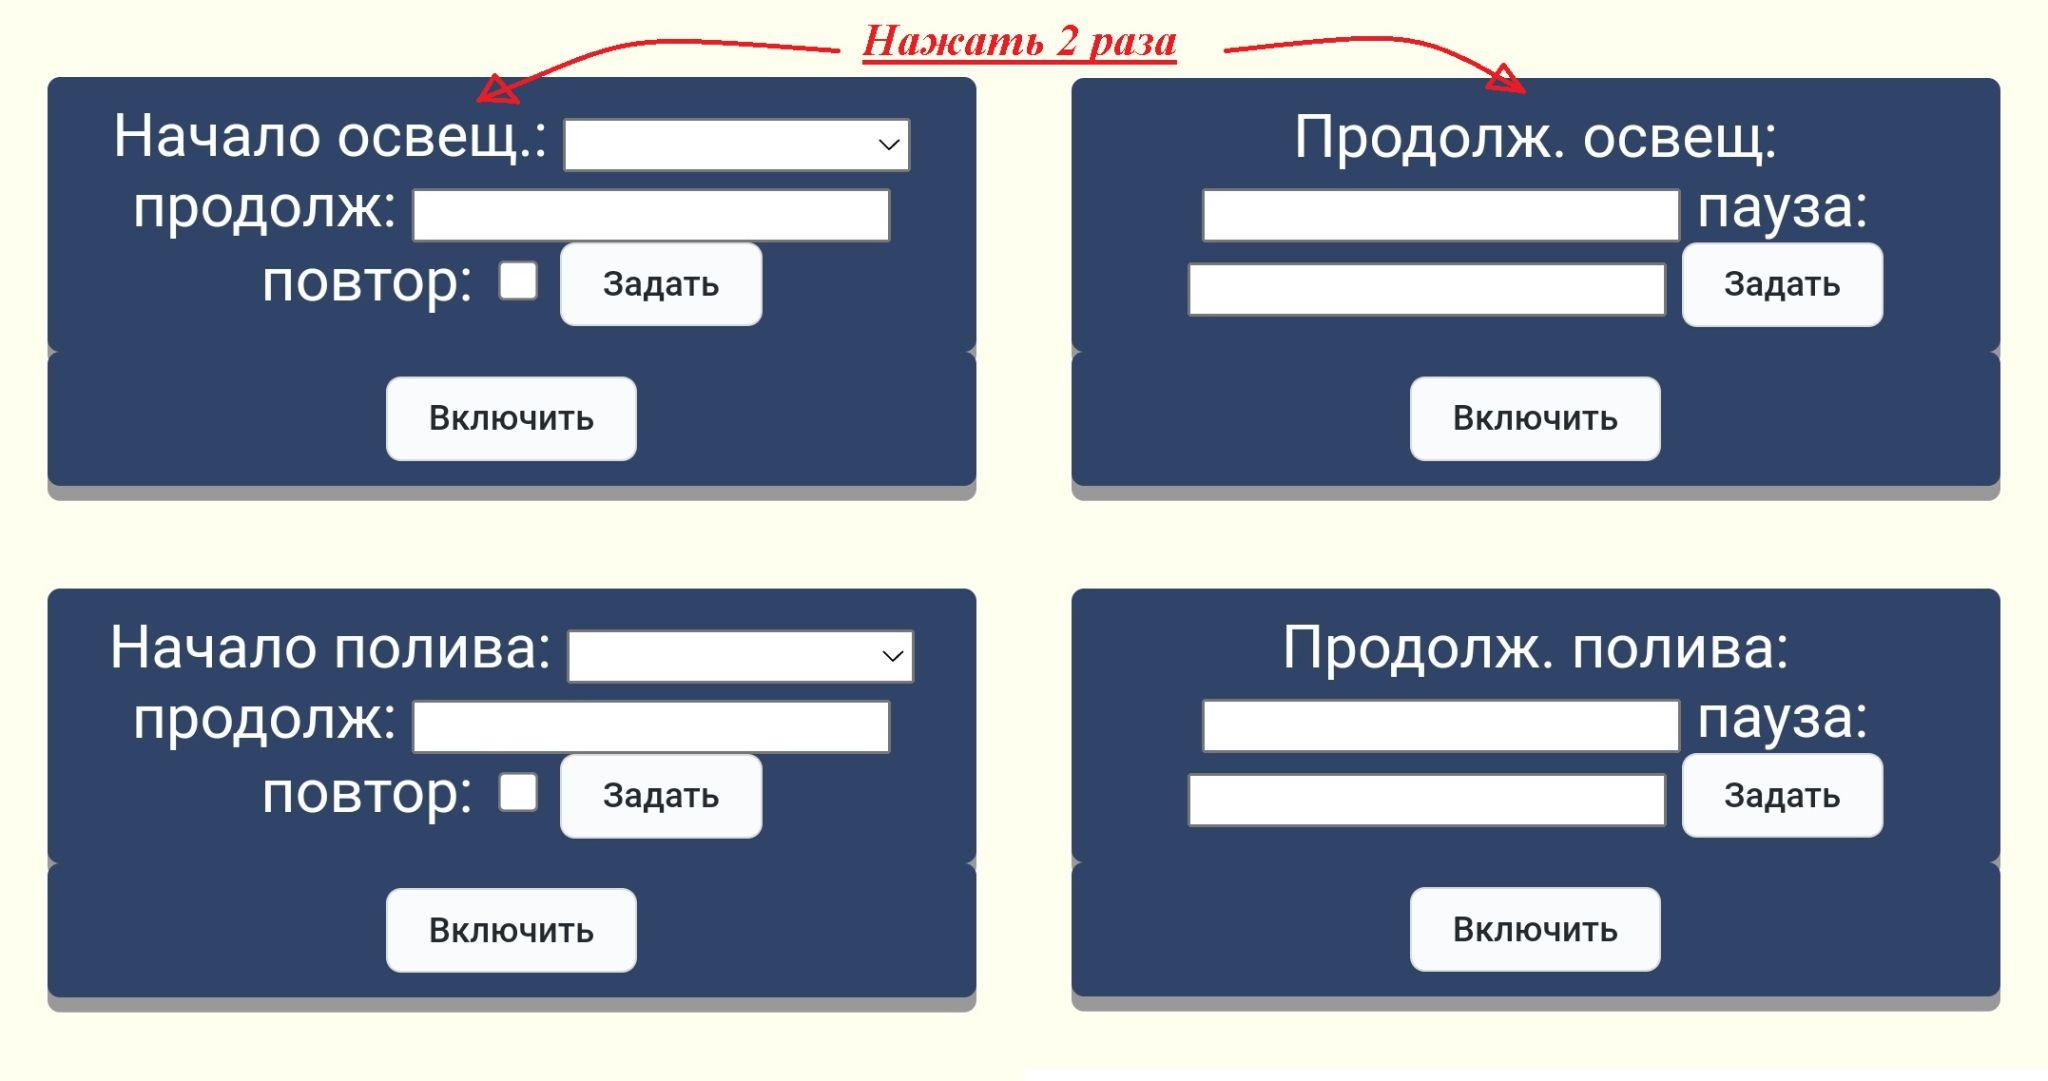 Нажать 2 раза
Начало освещ.:
продолж:
повтор: Задать
Включить
Продолж. освещ:
пауза:
Задать
Включить
Начало полива:
продолж:
повтор: Задать
Включить
Продолж. полива:
пауза:
Задать
Включить